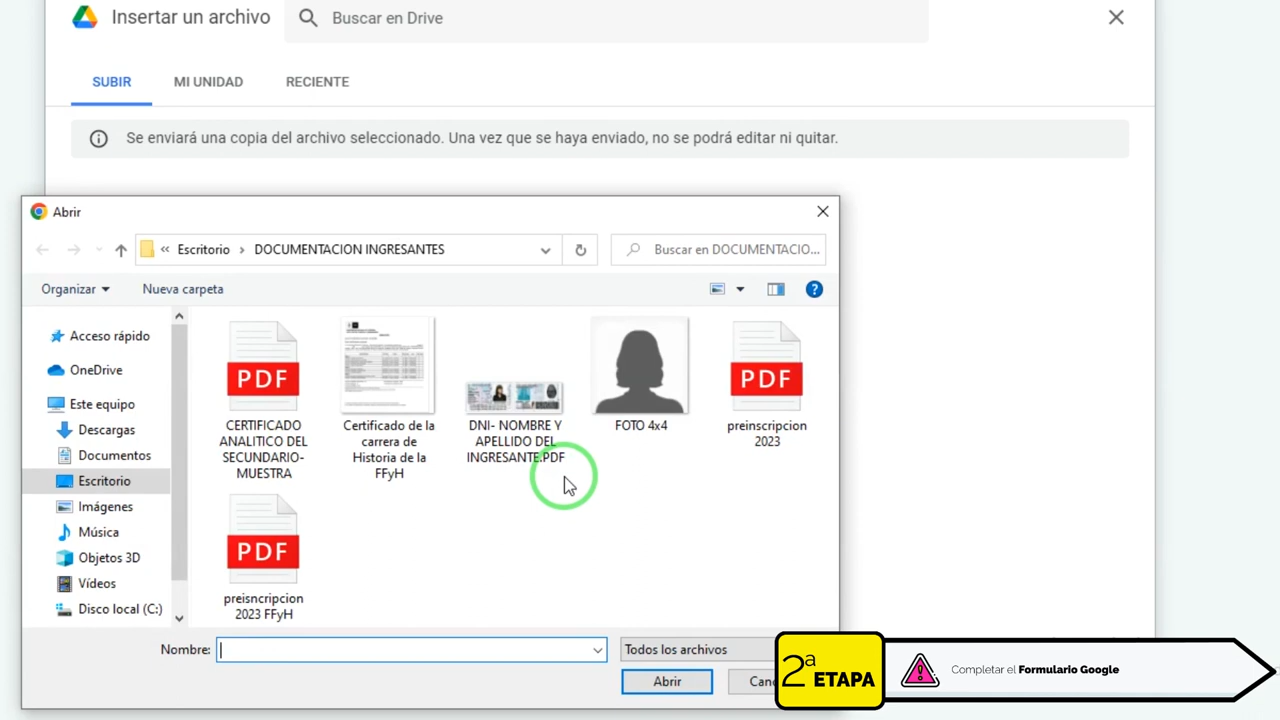 Insertar un archivo
Buscar en Drive
SUBIR
MI UNIDAD
RECIENTE
Se enviará una copia del archivo seleccionado. Una vez que se haya enviado, no se podrá editar ni quitar.
Abrir
« Escritorio › DOCUMENTACION INGRESANTES
Buscar en DOCUMENTACIO...
Organizar
Nueva carpeta
Acceso rápido
OneDrive
Este equipo
Descargas
Documentos
Escritorio
Imágenes
Música
Objetos 3D
Vídeos
Disco local (C:)
PDF
CERTIFICADO
ANALITICO DEL
SECUNDARIO-
MUESTRA
Certificado de la
carrera de
Historia de la
FFyH
DNI- NOMBRE Y
APELLIDO DEL
INGRESANTE.PDF
FOTO 4x4
PDF
preinscripcion
2023
PDF
preisncripcion
2023 FFyH
Nombre:
Todos los archivos
Abrir
Canc
2ª ETAPA
Completar el Formulario Google